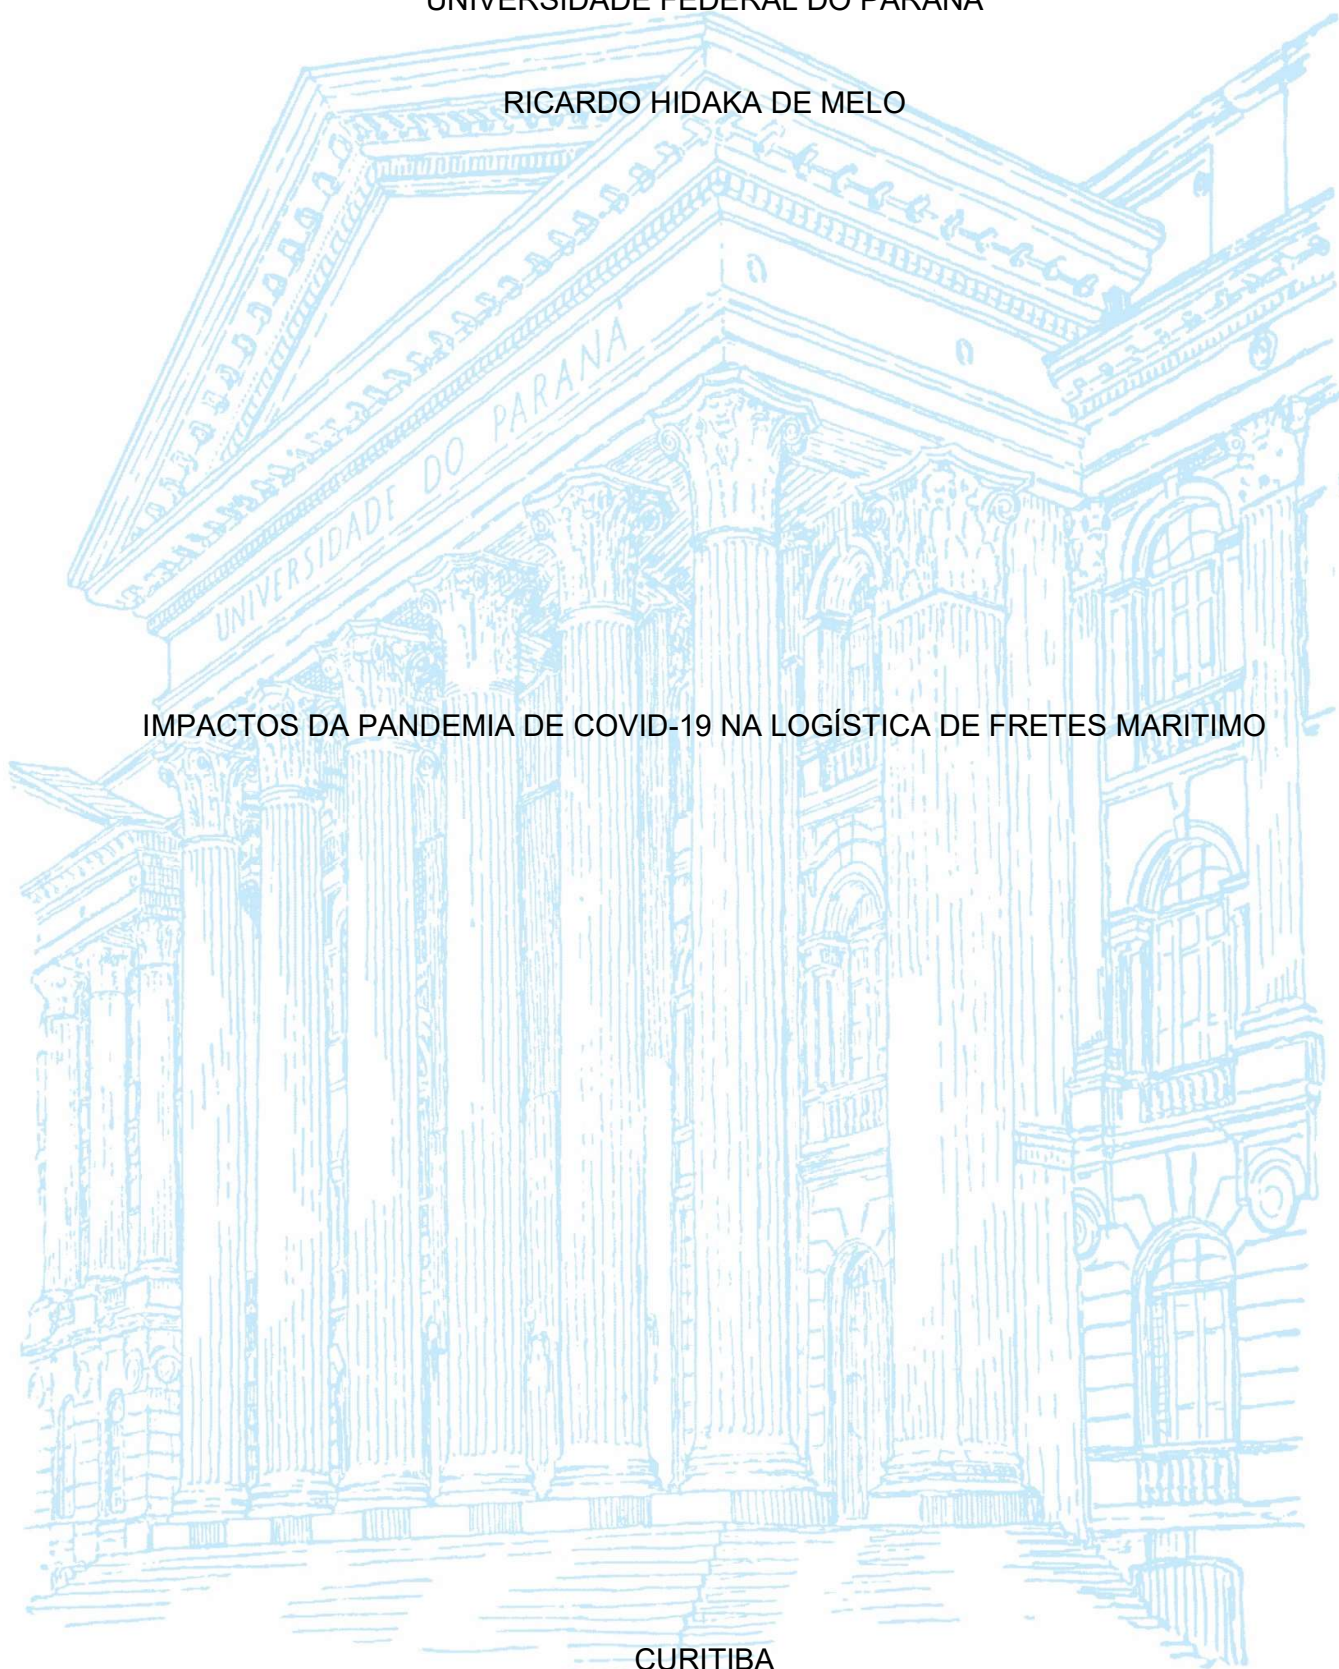 UNIVERSIDADE FEDERAL DO PARANÁ
RICARDO HIDAKA DE MELO
UNIVERSIDADE DO PARANÁ
IMPACTOS DA PANDEMIA DE COVID-19 NA LOGÍSTICA DE FRETES MARITIMO
CURITIBA